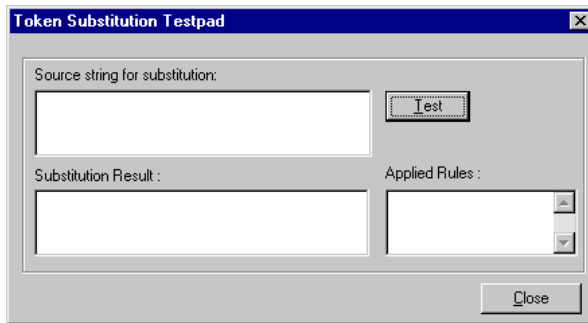 Token Substitution Testpad
Source string for substitution:
Test
Substitution Result :
Applied Rules :
Close